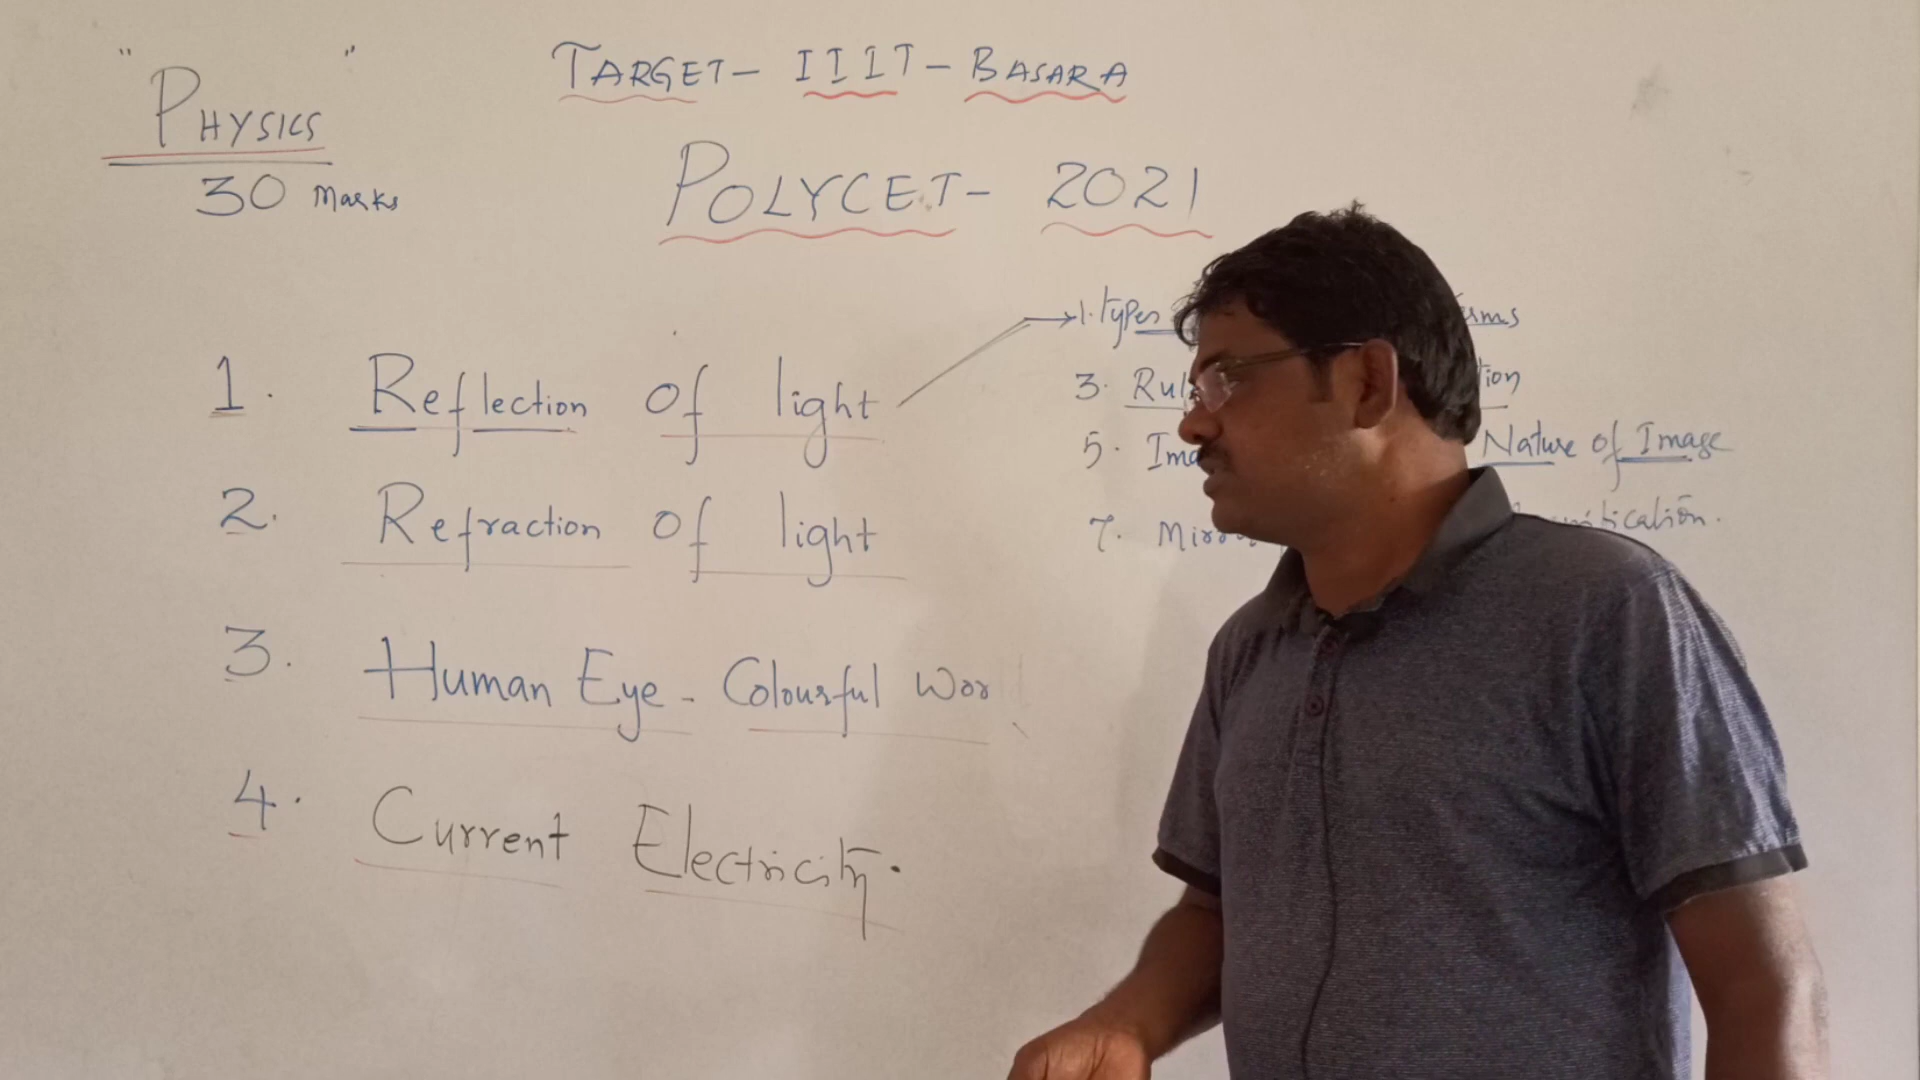 "Physics"
30 Marks
TARGET- IIIT- BASARA
POLYCET- 2021
1. Reflection of light
→1. types
3.
5. Nature of Image
7.
2. Refraction of light
3. Human Eye - Colourful Wor
4. Current Electricity.